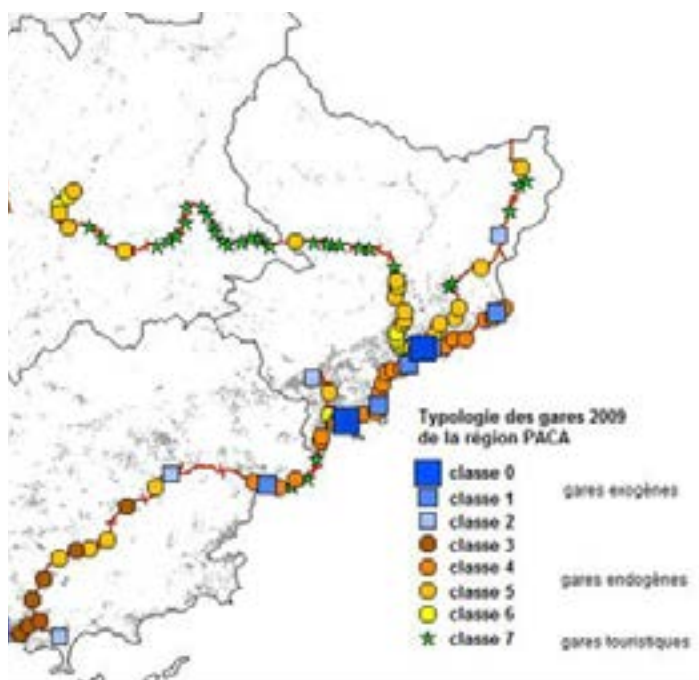 Typologie des gares 2009
de la région PACA
classe 0
classe 1
gares exogènes
classe 2
classe 3
classe 4
classe 5
gares endogènes
classe 6
classe 7
gares touristiques